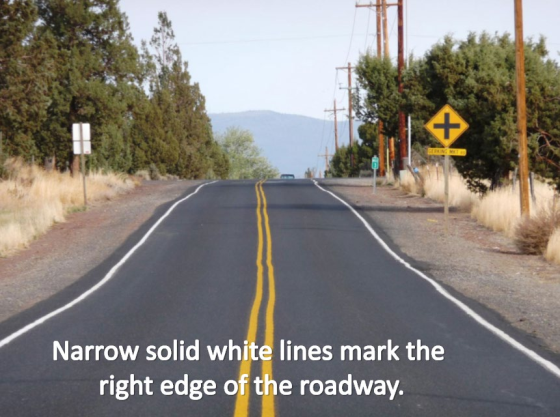 Narrow solid white lines mark the
right edge of the roadway.